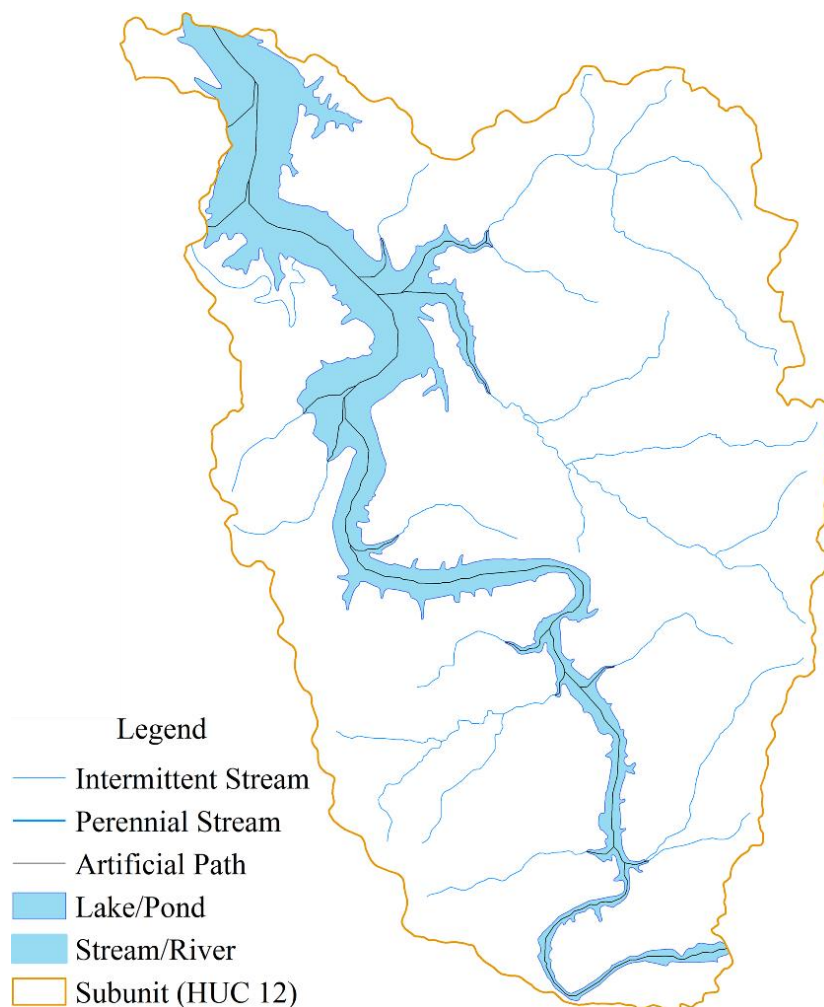 Legend
Intermittent Stream
Perennial Stream
Artificial Path
Lake/Pond
Stream/River
Subunit (HUC 12)